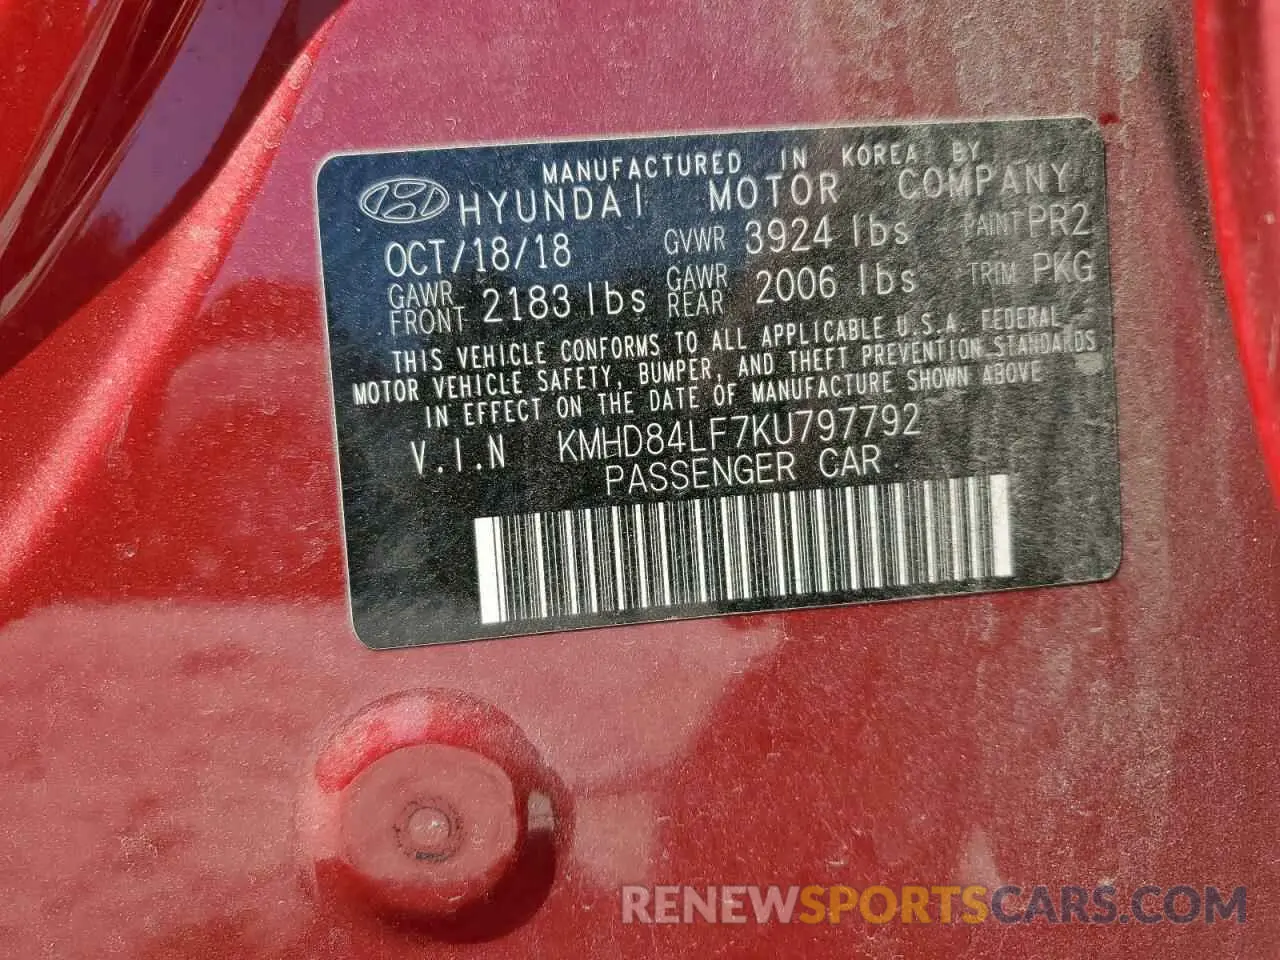 MANUFACTURED IN KOREA BY
HYUNDAI MOTOR COMPANY
OCT/18/18 GVWR 3924 lbs PAINT PR2
GAWR FRONT 2183 lbs GAWR REAR 2006 lbs TRIM PKG
THIS VEHICLE CONFORMS TO ALL APPLICABLE U.S.A. FEDERAL
MOTOR VEHICLE SAFETY, BUMPER, AND THEFT PREVENTION STANDARDS
IN EFFECT ON THE DATE OF MANUFACTURE SHOWN ABOVE
V.I.N KMHD84LF7KU797792
PASSENGER CAR
RENEWSPORTSCARS.COM